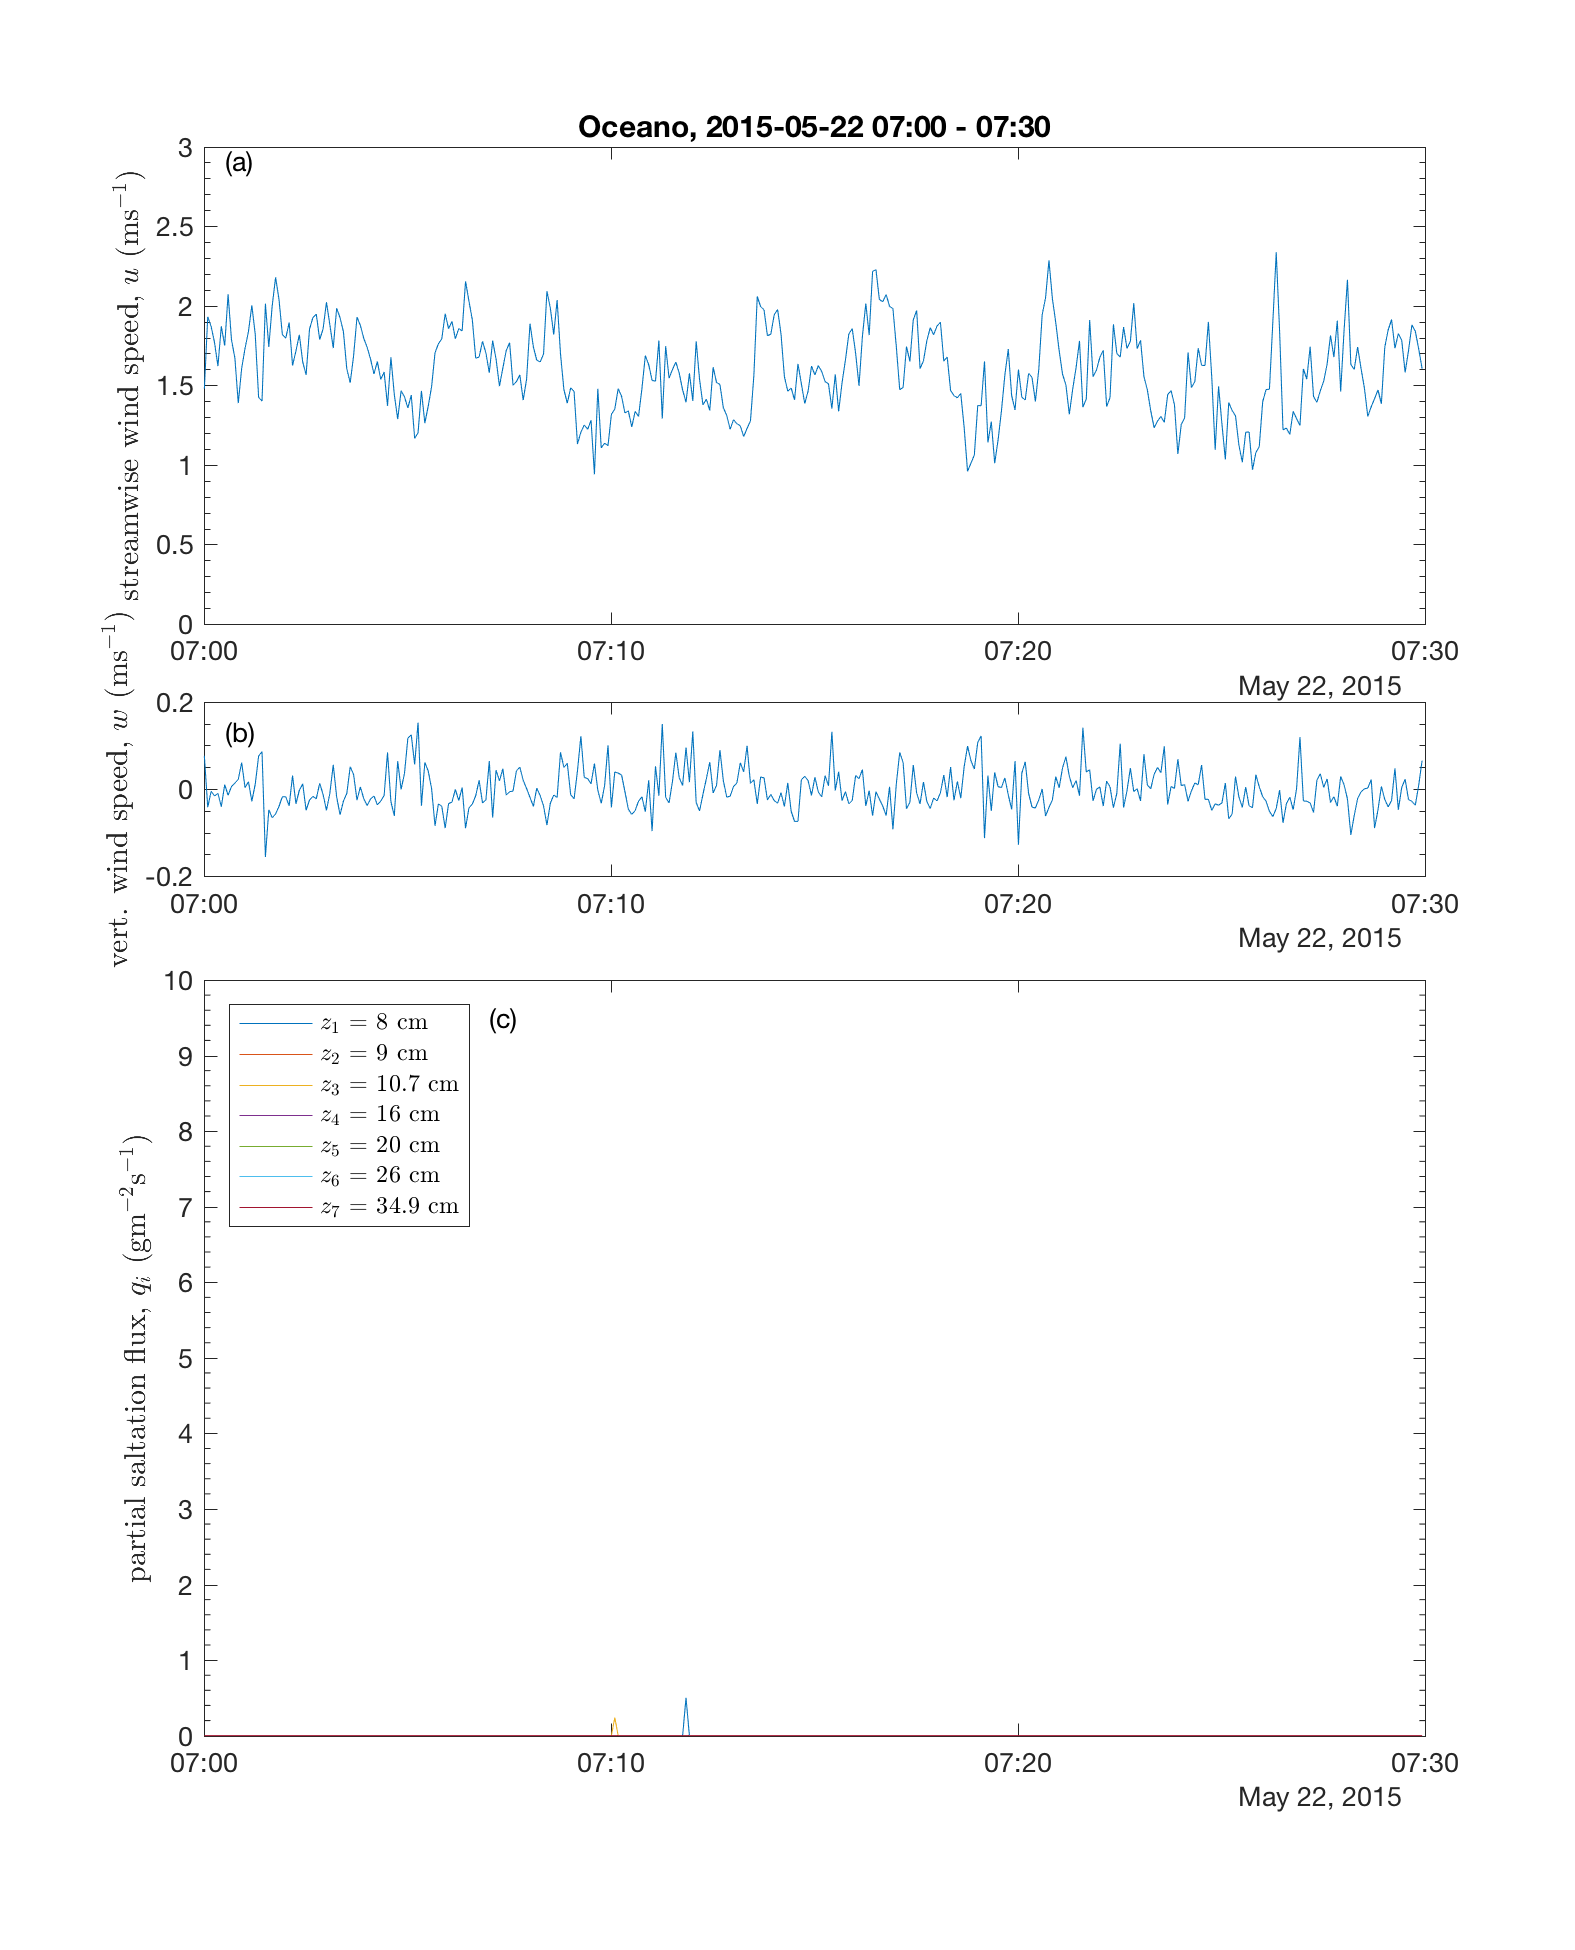 Oceano, 2015-05-22 07:00 - 07:30
(a)
streamwise wind speed, u (ms⁻¹)
3
2.5
2
1.5
1
0.5
0
07:00 07:10 07:20 07:30
May 22, 2015
(b)
vert. wind speed, w (ms⁻¹)
0.2
0
-0.2
07:00 07:10 07:20 07:30
May 22, 2015
(c)
partial saltation flux, qᵢ (gm⁻²s⁻¹)
10
9
8
7
6
5
4
3
2
1
0
z₁ = 8 cm
z₂ = 9 cm
z₃ = 10.7 cm
z₄ = 16 cm
z₅ = 20 cm
z₆ = 26 cm
z₇ = 34.9 cm
07:00 07:10 07:20 07:30
May 22, 2015